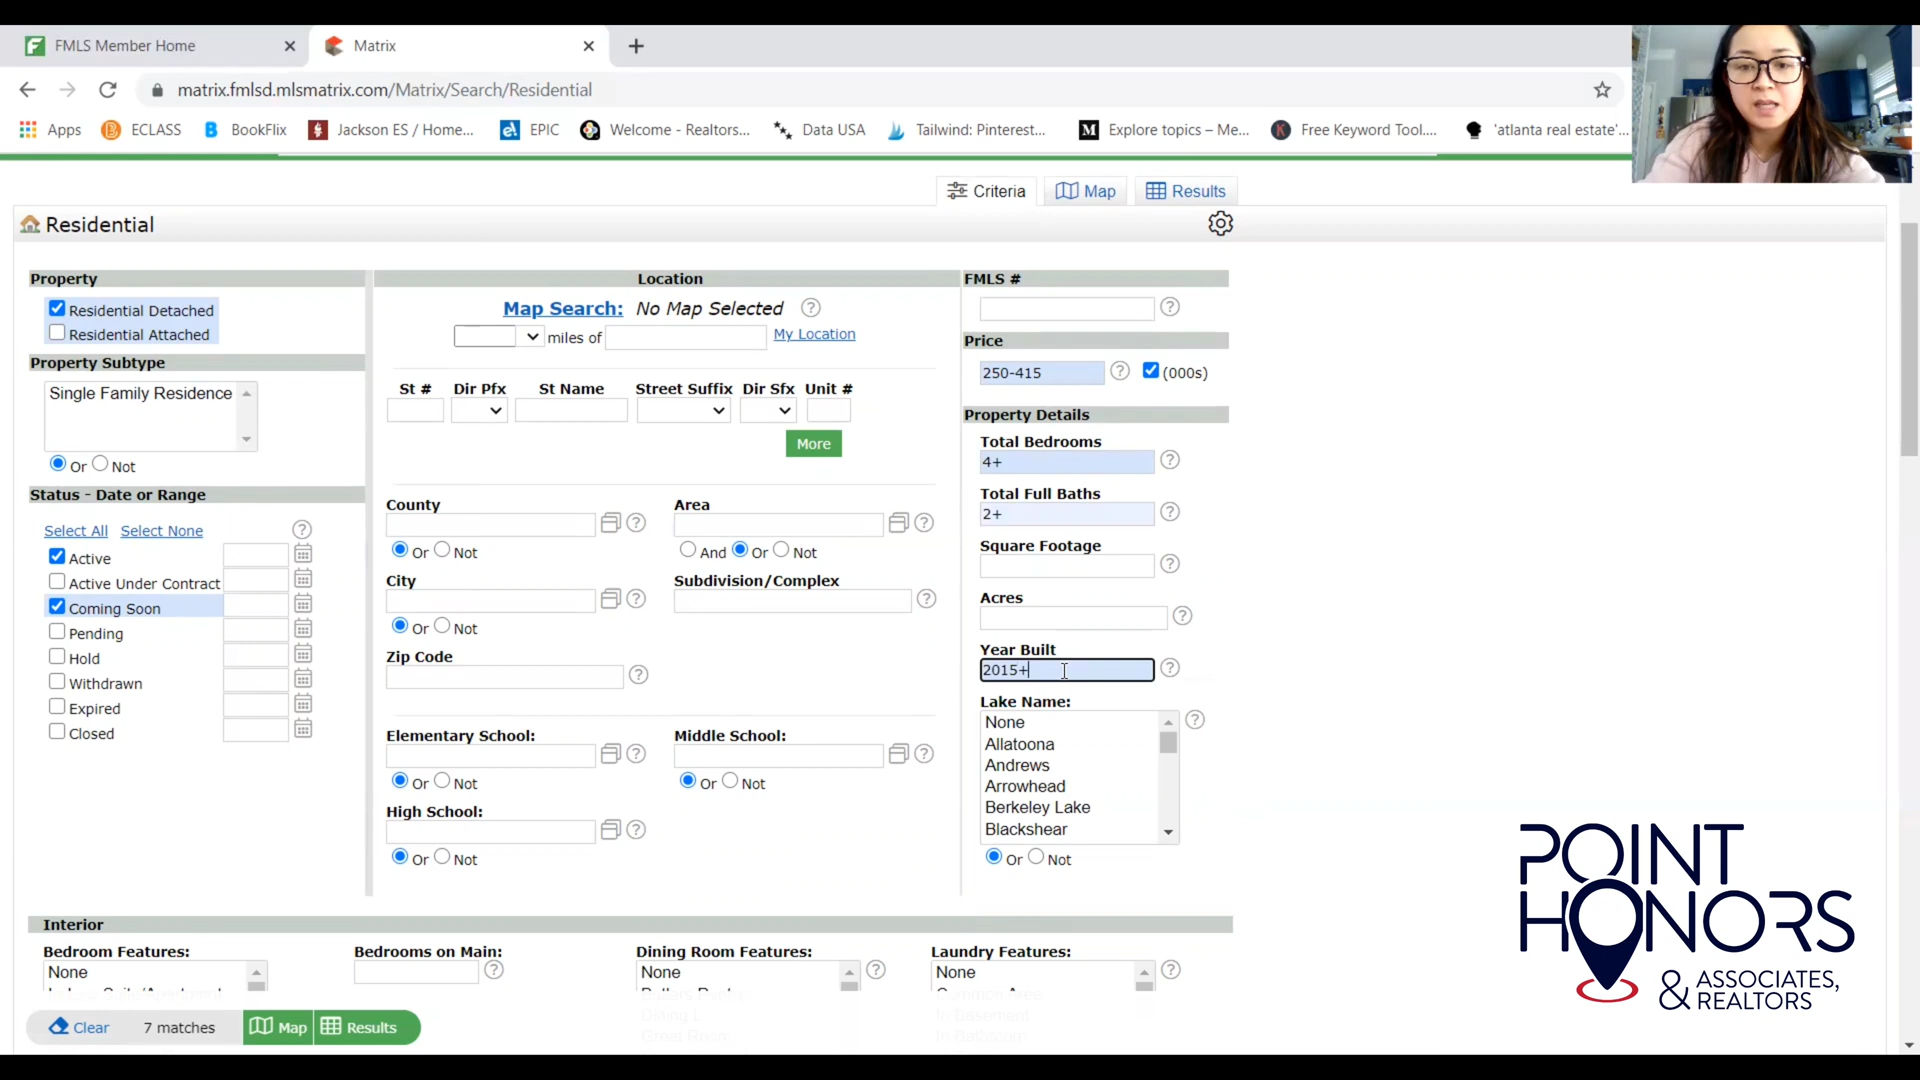 FMLS Member Home
Matrix
matrix.fmlsd.mlsmatrix.com/Matrix/Search/Residential
Apps
ECLASS
BookFlix
Jackson ES / Home...
EPIC
Welcome - Realtors...
Data USA
Tailwind: Pinterest...
Explore topics – Me...
Free Keyword Tool....
'atlanta real estate'...
Criteria
Map
Results
Residential
Property
Residential Detached
Residential Attached
Property Subtype
Single Family Residence
Or Not
Status - Date or Range
Select All Select None
Active
Active Under Contract
Coming Soon
Pending
Hold
Withdrawn
Expired
Closed
Location
Map Search: No Map Selected
miles of
My Location
St # Dir Pfx St Name Street Suffix Dir Sfx Unit #
More
County
Or Not
Area
And Or Not
City
Or Not
Subdivision/Complex
Zip Code
Elementary School:
Or Not
Middle School:
Or Not
High School:
Or Not
FMLS #
Price
250-415
(000s)
Property Details
Total Bedrooms
4+
Total Full Baths
2+
Square Footage
Acres
Year Built
2015+
Lake Name:
None
Allatoona
Andrews
Arrowhead
Berkeley Lake
Blackshear
Or Not
Interior
Bedroom Features:
None
Bedrooms on Main:
Dining Room Features:
None
Laundry Features:
None
Common Area
In Basement
In Bathroom
Clear
7 matches
Map
Results
POINT
HONORS
& ASSOCIATES,
REALTORS